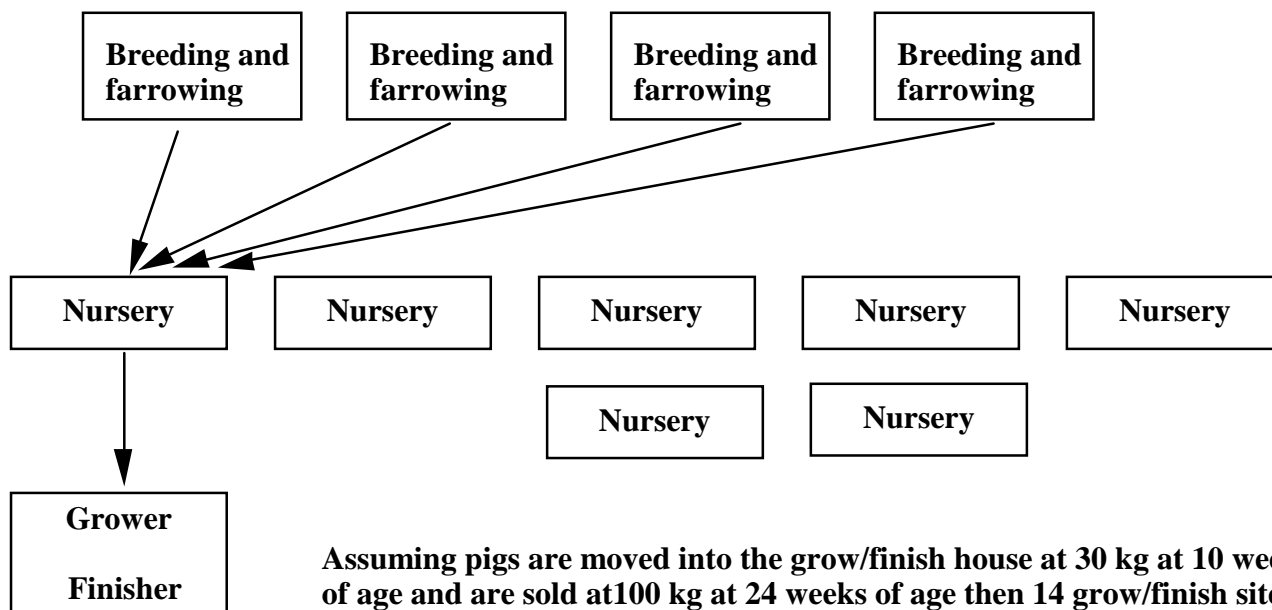 Breeding and Breeding and Breeding and Breeding and
farrowing farrowing farrowing farrowing
Nursery Nursery Nursery Nursery Nursery
Nursery Nursery
Grower
Finisher
Assuming pigs are moved into the grow/finish house at 30 kg at 10
of age and are sold at100 kg at 24 weeks of age then 14 grow/finish